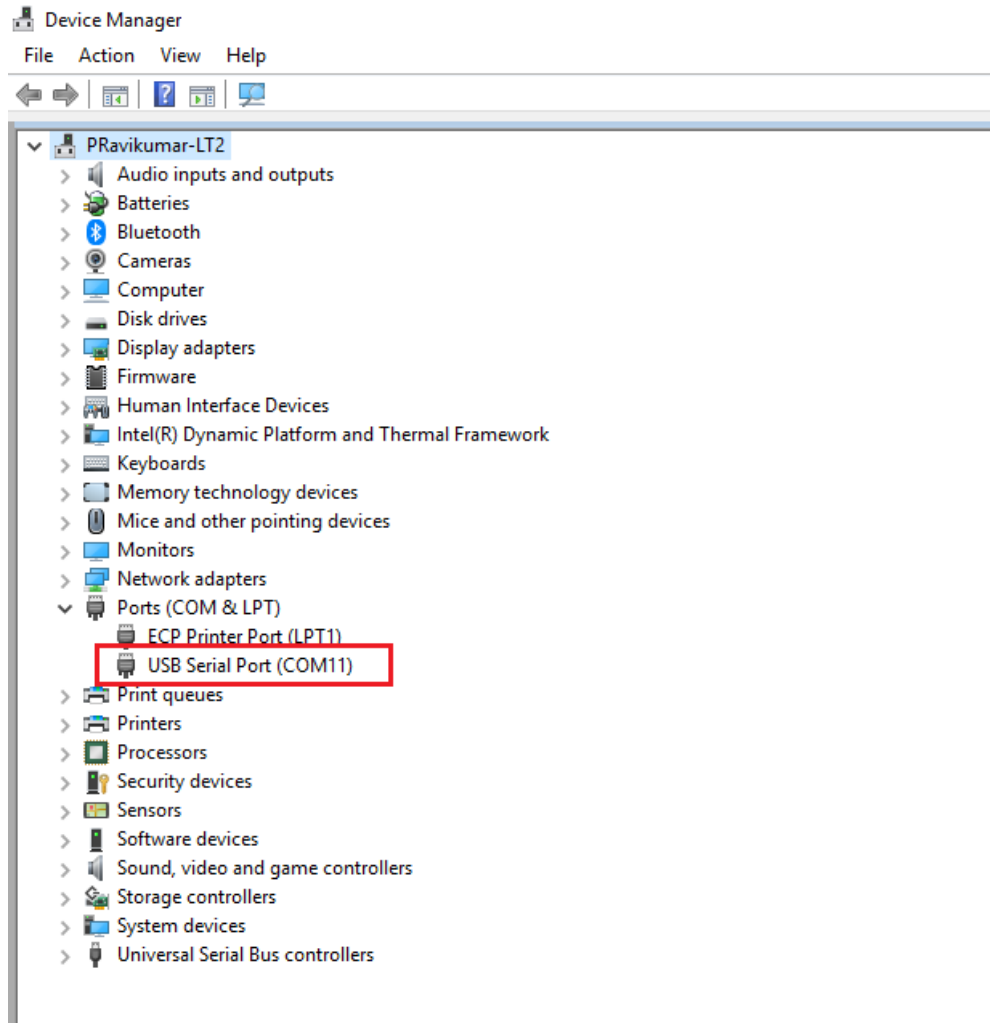 Device Manager
File Action View Help
PRavikumar-LT2
Audio inputs and outputs
Batteries
Bluetooth
Cameras
Computer
Disk drives
Display adapters
Firmware
Human Interface Devices
Intel(R) Dynamic Platform and Thermal Framework
Keyboards
Memory technology devices
Mice and other pointing devices
Monitors
Network adapters
Ports (COM & LPT)
ECP Printer Port (LPT1)
USB Serial Port (COM11)
Print queues
Printers
Processors
Security devices
Sensors
Software devices
Sound, video and game controllers
Storage controllers
System devices
Universal Serial Bus controllers